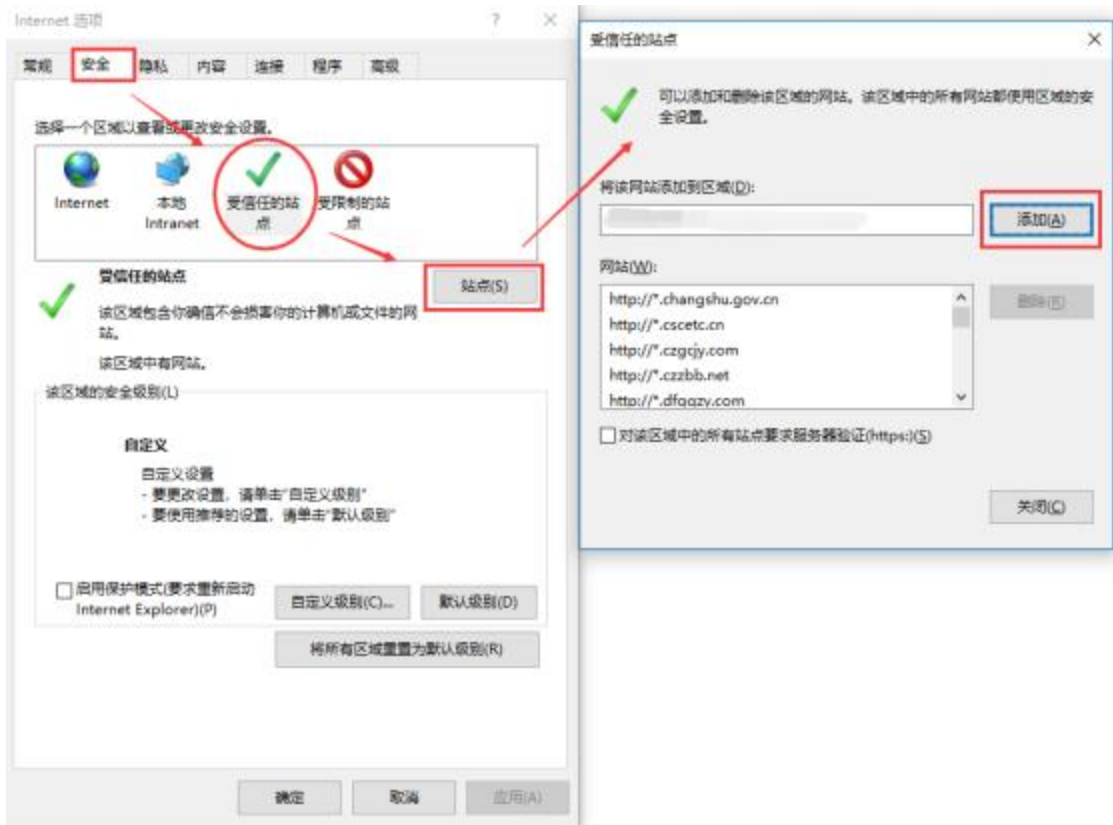 Internet 选项
?
常规 安全 隐私 内容 连接 程序 高级
选择一个区域以查看或更改安全设置。
Internet
本地
Intranet
受信任的站
点
受限制的站
点
受信任的站点
站点(S)
该区域包含你确信不会损害你的计算机或文件的网
站。
该区域中有网站。
该区域的安全级别(L)
自定义
自定义设置
- 要更改设置，请单击"自定义级别"
- 要使用推荐的设置，请单击"默认级别"
启用保护模式(要求重新启动
Internet Explorer)(P)
自定义级别(C)...
默认级别(D)
将所有区域重置为默认级别(R)
确定
取消
应用(A)
受信任的站点
可以添加和删除该区域的网站。该区域中的所有网站都使用区域的安
全设置。
将该网站添加到区域(D):
添加(A)
网站(W):
http://*.changshu.gov.cn
http://*.cscetc.cn
http://*.czgcjy.com
http://*.czzbb.net
http://*.dfggzy.com
删除(R)
对该区域中的所有站点要求服务器验证(https:)(S)
关闭(C)